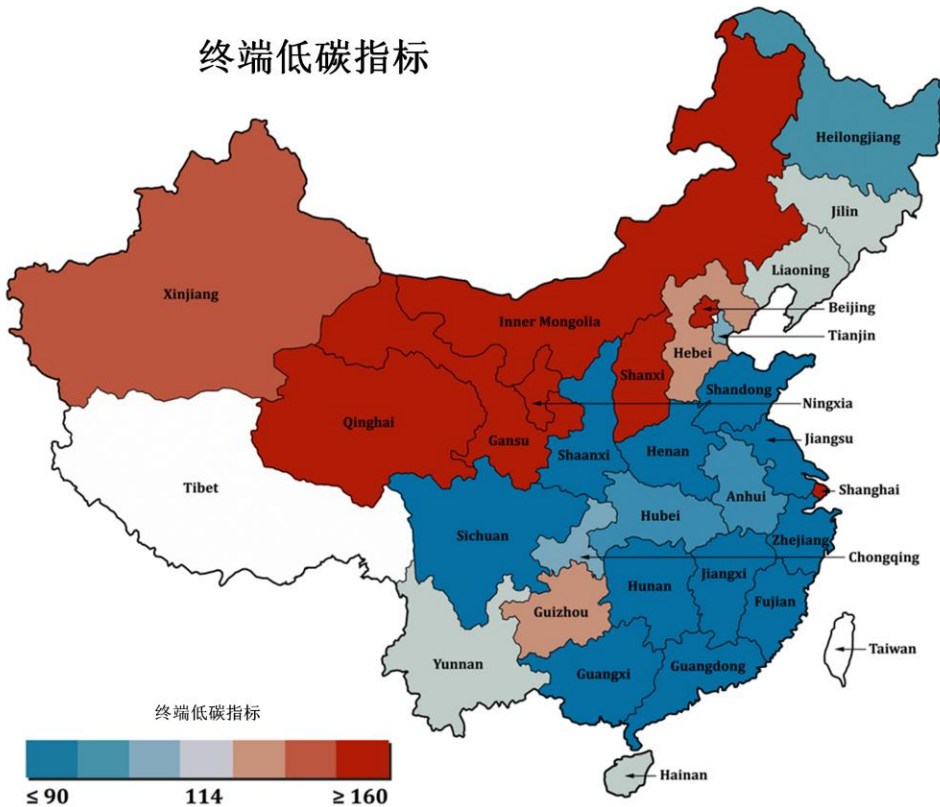 终端低碳指标
Heilongjiang
Jilin
Liaoning
Xinjiang
Beijing
Inner Mongolia
Tianjin
Hebei
Shanxi
Shandong
Ningxia
Qinghai
Gansu
Jiangsu
Shaanxi
Henan
Tibet
Anhui
Shanghai
Hubei
Sichuan
Zhejiang
Chongqing
Jiangxi
Hunan
Fujian
Guizhou
Taiwan
Yunnan
Guangdong
Guangxi
终端低碳指标
Hainan
≤ 90 114 ≥ 160